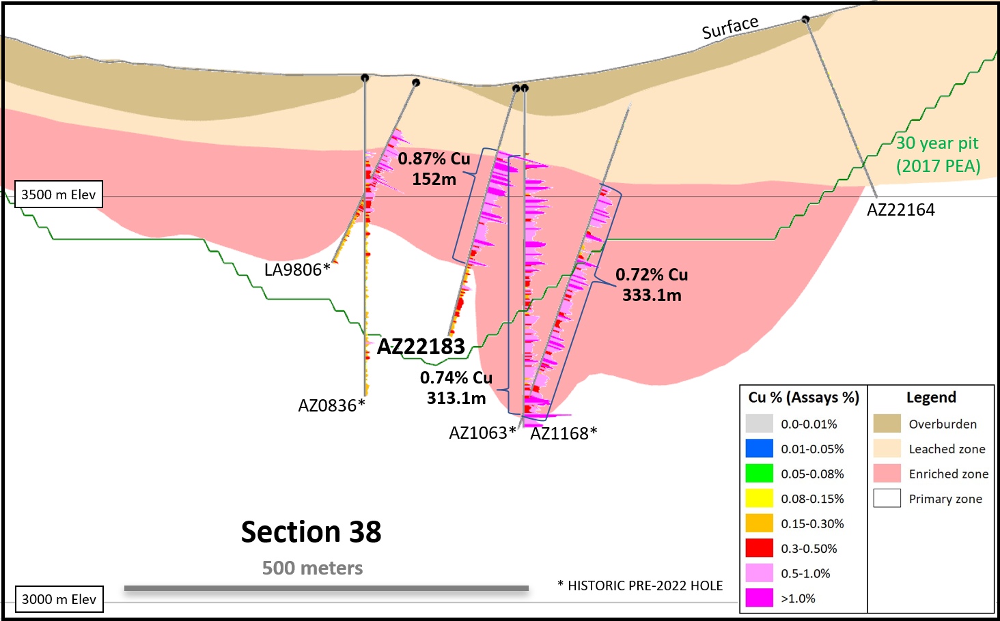 Surface
30 year pit
(2017 PEA)
0.87% Cu
152m
3500 m Elev
AZ22164
LA9806*
0.72% Cu
333.1m
AZ22183
0.74% Cu
313.1m
AZ0836*
AZ1063*
AZ1168*
Cu % (Assays %)
0.0-0.01%
0.01-0.05%
0.05-0.08%
0.08-0.15%
0.15-0.30%
0.3-0.50%
0.5-1.0%
>1.0%
Legend
Overburden
Leached zone
Enriched zone
Primary zone
Section 38
500 meters
* HISTORIC PRE-2022 HOLE
3000 m Elev